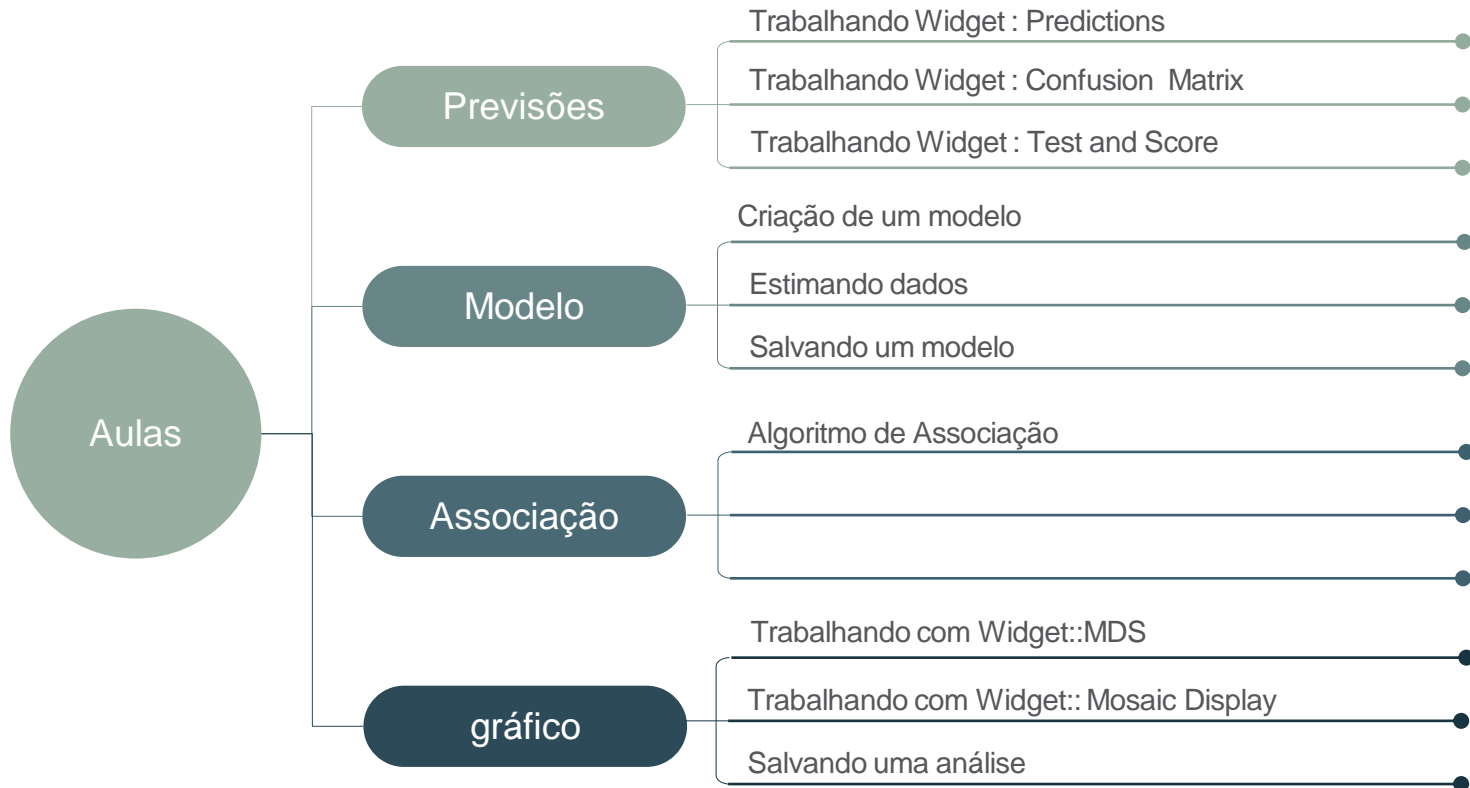 Aulas
Previsões
Trabalhando Widget : Predictions
Trabalhando Widget : Confusion Matrix
Trabalhando Widget : Test and Score
Modelo
Criação de um modelo
Estimando dados
Salvando um modelo
Associação
Algoritmo de Associação
gráfico
Trabalhando com Widget::MDS
Trabalhando com Widget:: Mosaic Display
Salvando uma análise